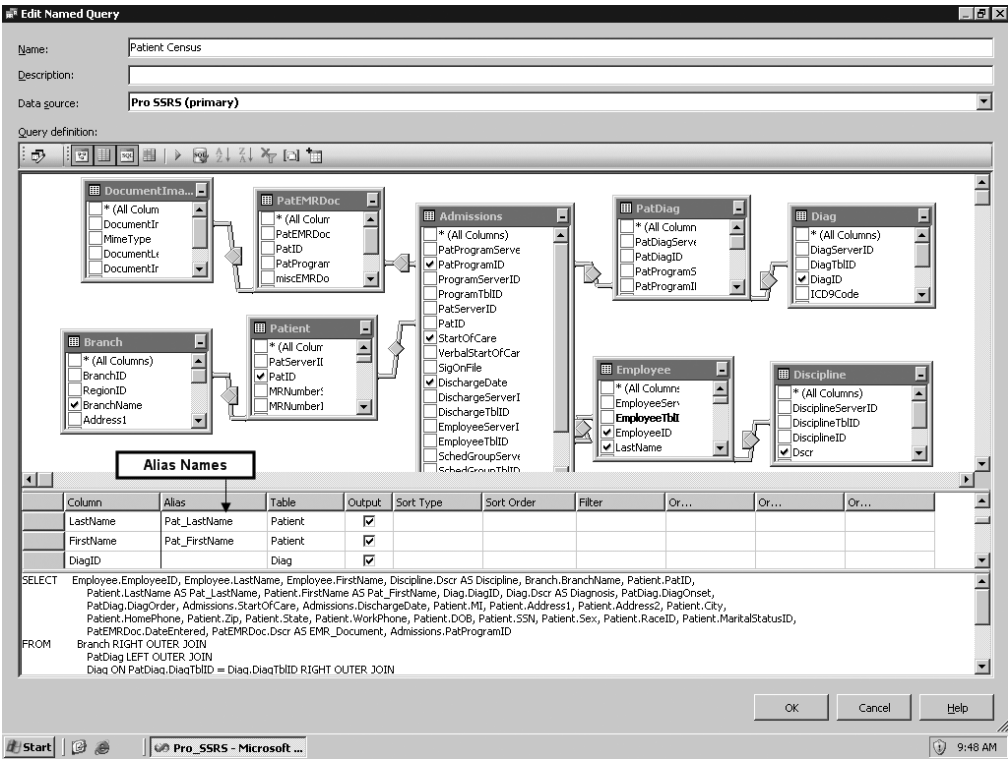 Edit Named Query
Name: Patient Census
Description:
Data source: Pro SSRS (primary)
Query definition:
DocumentIma...
* (All Colum
DocumentIr
MimeType
DocumentLe
DocumentIr
PatEMRDoc
* (All Colur
PatEMRDoc
PatID
PatProgram
miscEMRDo
Admissions
* (All Columns)
PatProgramServe
PatProgramID
ProgramServerID
ProgramTblID
PatServerID
PatID
StartOfCare
VerbalStartOfCar
SigOnFile
DischargeDate
DischargeServerI
DischargeTblID
EmployeeServerI
EmployeeTblID
SchedGroupServe
SchedGroupTblID
PatDiag
* (All Column
PatDiagServe
PatDiagID
PatProgramS
PatProgramII
Diag
* (All Columns)
DiagServerID
DiagTblID
DiagID
ICD9Code
Branch
* (All Columns)
BranchID
RegionID
BranchName
Address1
Patient
* (All Colur
PatServerII
PatID
MRNumber:
MRNumberI
Employee
* (All Columns
EmployeeServ
EmployeeTblI
EmployeeID
LastName
Discipline
* (All Columns)
DisciplineServerID
DisciplineTblID
DisciplineID
Dscr
Alias Names
Column Alias Table Output Sort Type Sort Order Filter Or... Or... Or...
LastName Pat_LastName Patient
FirstName Pat_FirstName Patient
DiagID Diag
SELECT Employee.EmployeeID, Employee.LastName, Employee.FirstName, Discipline.Dscr AS Discipline, Branch.BranchName, Patient.PatID,
Patient.LastName AS Pat_LastName, Patient.FirstName AS Pat_FirstName, Diag.DiagID, Diag.Dscr AS Diagnosis, PatDiag.DiagOnset,
PatDiag.DiagOrder, Admissions.StartOfCare, Admissions.DischargeDate, Patient.MI, Patient.Address1, Patient.Address2, Patient.City,
Patient.HomePhone, Patient.Zip, Patient.State, Patient.WorkPhone, Patient.DOB, Patient.SSN, Patient.Sex, Patient.RaceID, Patient.MaritalStatusID,
PatEMRDoc.DateEntered, PatEMRDoc.Dscr AS EMR_Document, Admissions.PatProgramID
FROM Branch RIGHT OUTER JOIN
PatDiag LEFT OUTER JOIN
Diag ON PatDiag.DiagTblID = Diag.DiagTblID RIGHT OUTER JOIN
OK Cancel Help
Start Pro_SSRS - Microsoft ... 9:48 AM